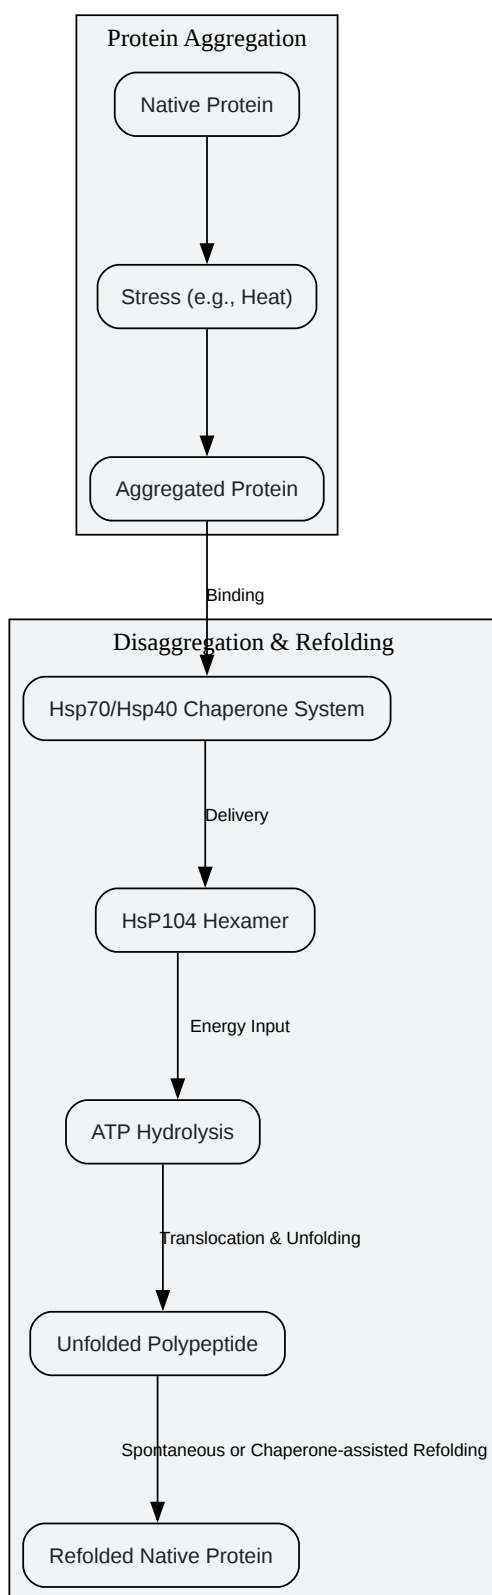 Protein Aggregation
Native Protein
Stress (e.g., Heat)
Aggregated Protein
Binding
Disaggregation & Refolding
Hsp70/Hsp40 Chaperone System
Delivery
HsP104 Hexamer
Energy Input
ATP Hydrolysis
Translocation & Unfolding
Unfolded Polypeptide
Spontaneous or Chaperone-assisted Refolding
Refolded Native Protein